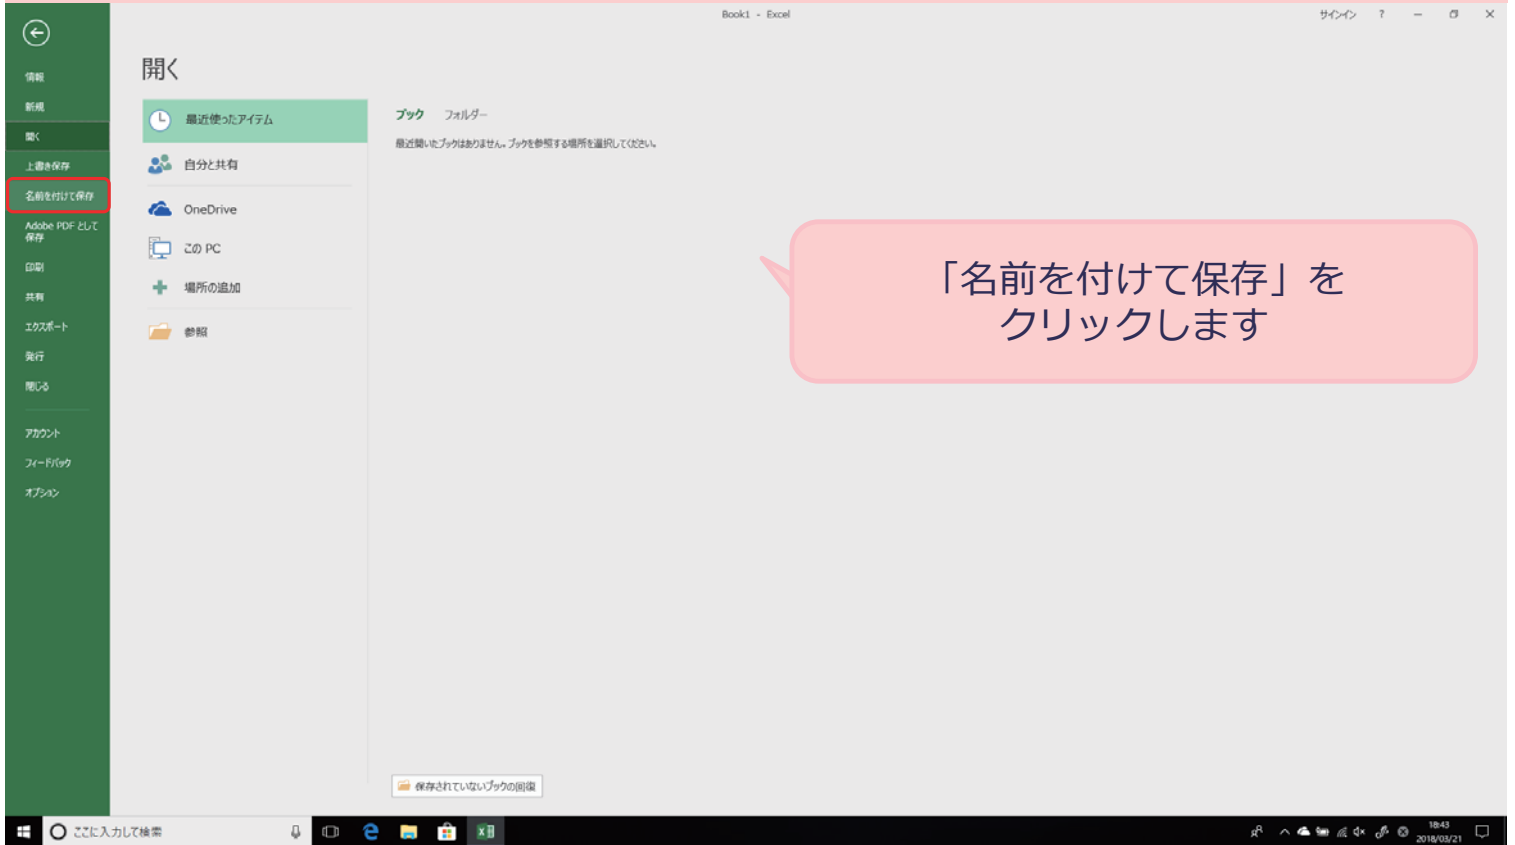 Book1 - Excel
サインイン ?
情報
新規
開く
上書き保存
名前を付けて保存
Adobe PDF として
保存
印刷
共有
エクスポート
発行
閉じる
アカウント
フィードバック
オプション
開く
最近使ったアイテム
自分と共有
OneDrive
この PC
場所の追加
参照
ブック フォルダー
最近開いたブックはありません。ブックを参照する場所を選択してください。
「名前を付けて保存」を
クリックします
保存されていないブックの回復
ここに入力して検索
18:43
2018/03/21